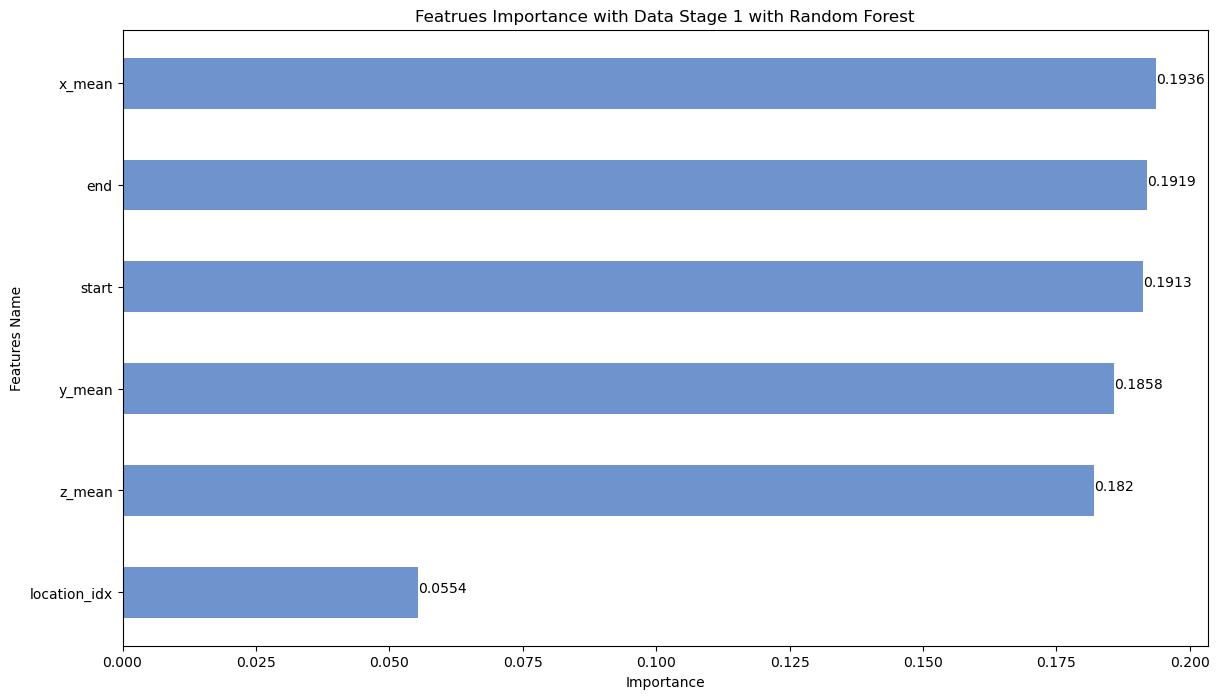 Featrues Importance with Data Stage 1 with Random Forest
Features Name
x_mean
0.1936
end
0.1919
start
0.1913
y_mean
0.1858
z_mean
0.182
location_idx
0.0554
0.000
0.025
0.050
0.075
0.100
0.125
0.150
0.175
0.200
Importance